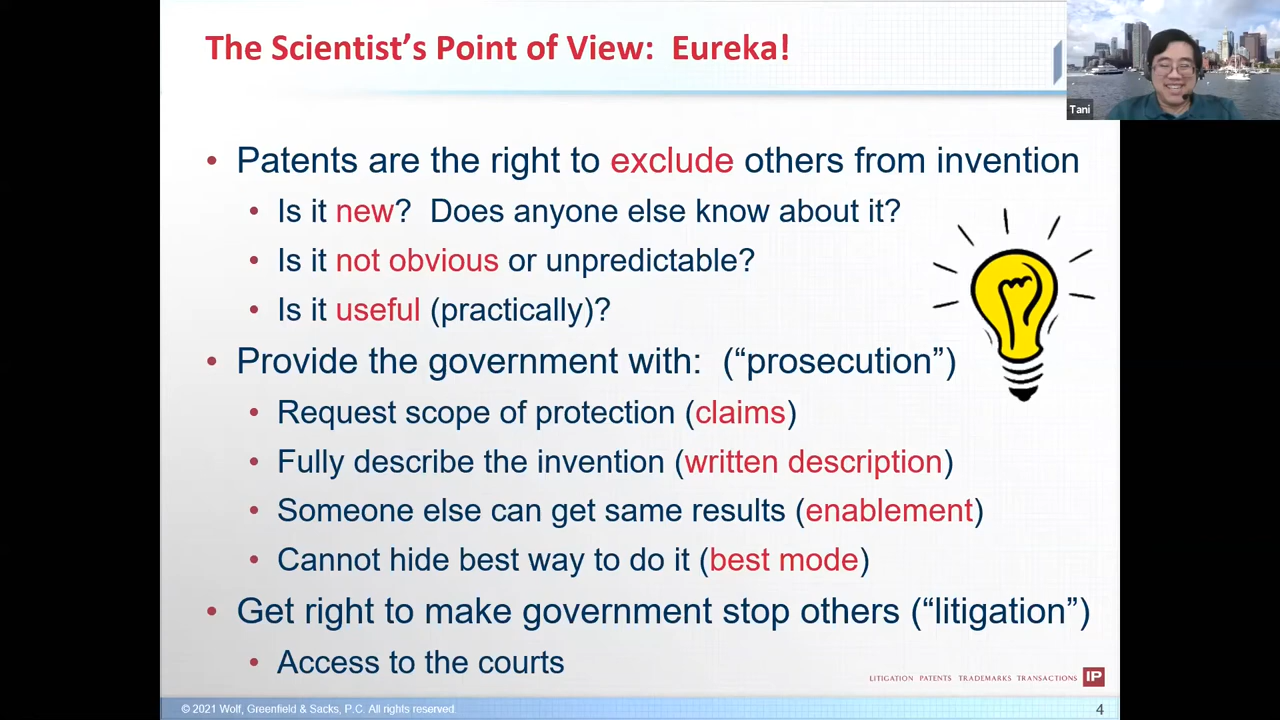 The Scientist's Point of View:  Eureka!
Tani
• Patents are the right to exclude others from invention
• Is it new?  Does anyone else know about it?
• Is it not obvious or unpredictable?
• Is it useful (practically)?
• Provide the government with:  (“prosecution”)
• Request scope of protection (claims)
• Fully describe the invention (written description)
• Someone else can get same results (enablement)
• Cannot hide best way to do it (best mode)
• Get right to make government stop others (“litigation”)
• Access to the courts
LITIGATION  PATENTS  TRADEMARKS  TRANSACTIONS  IP
© 2021 Wolf, Greenfield & Sacks, P.C. All rights reserved.
4